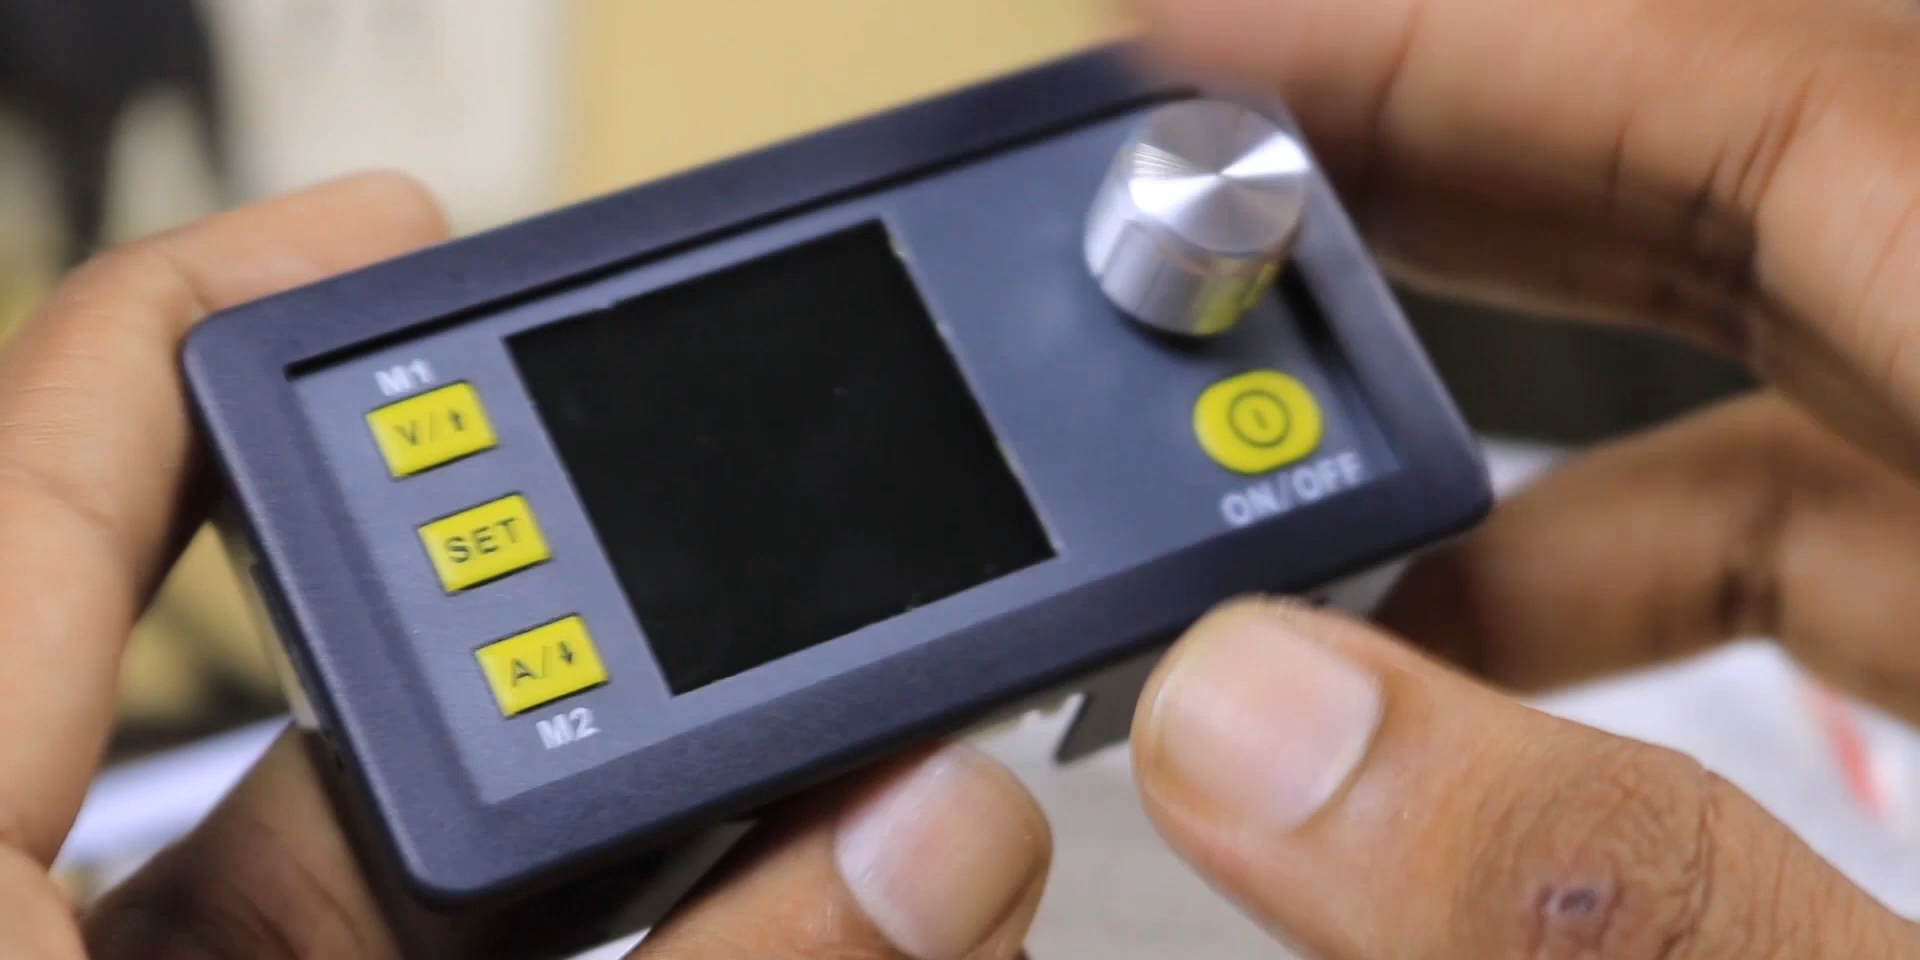 M1
V/⬆
SET
A/⬇
M2
ON/OFF